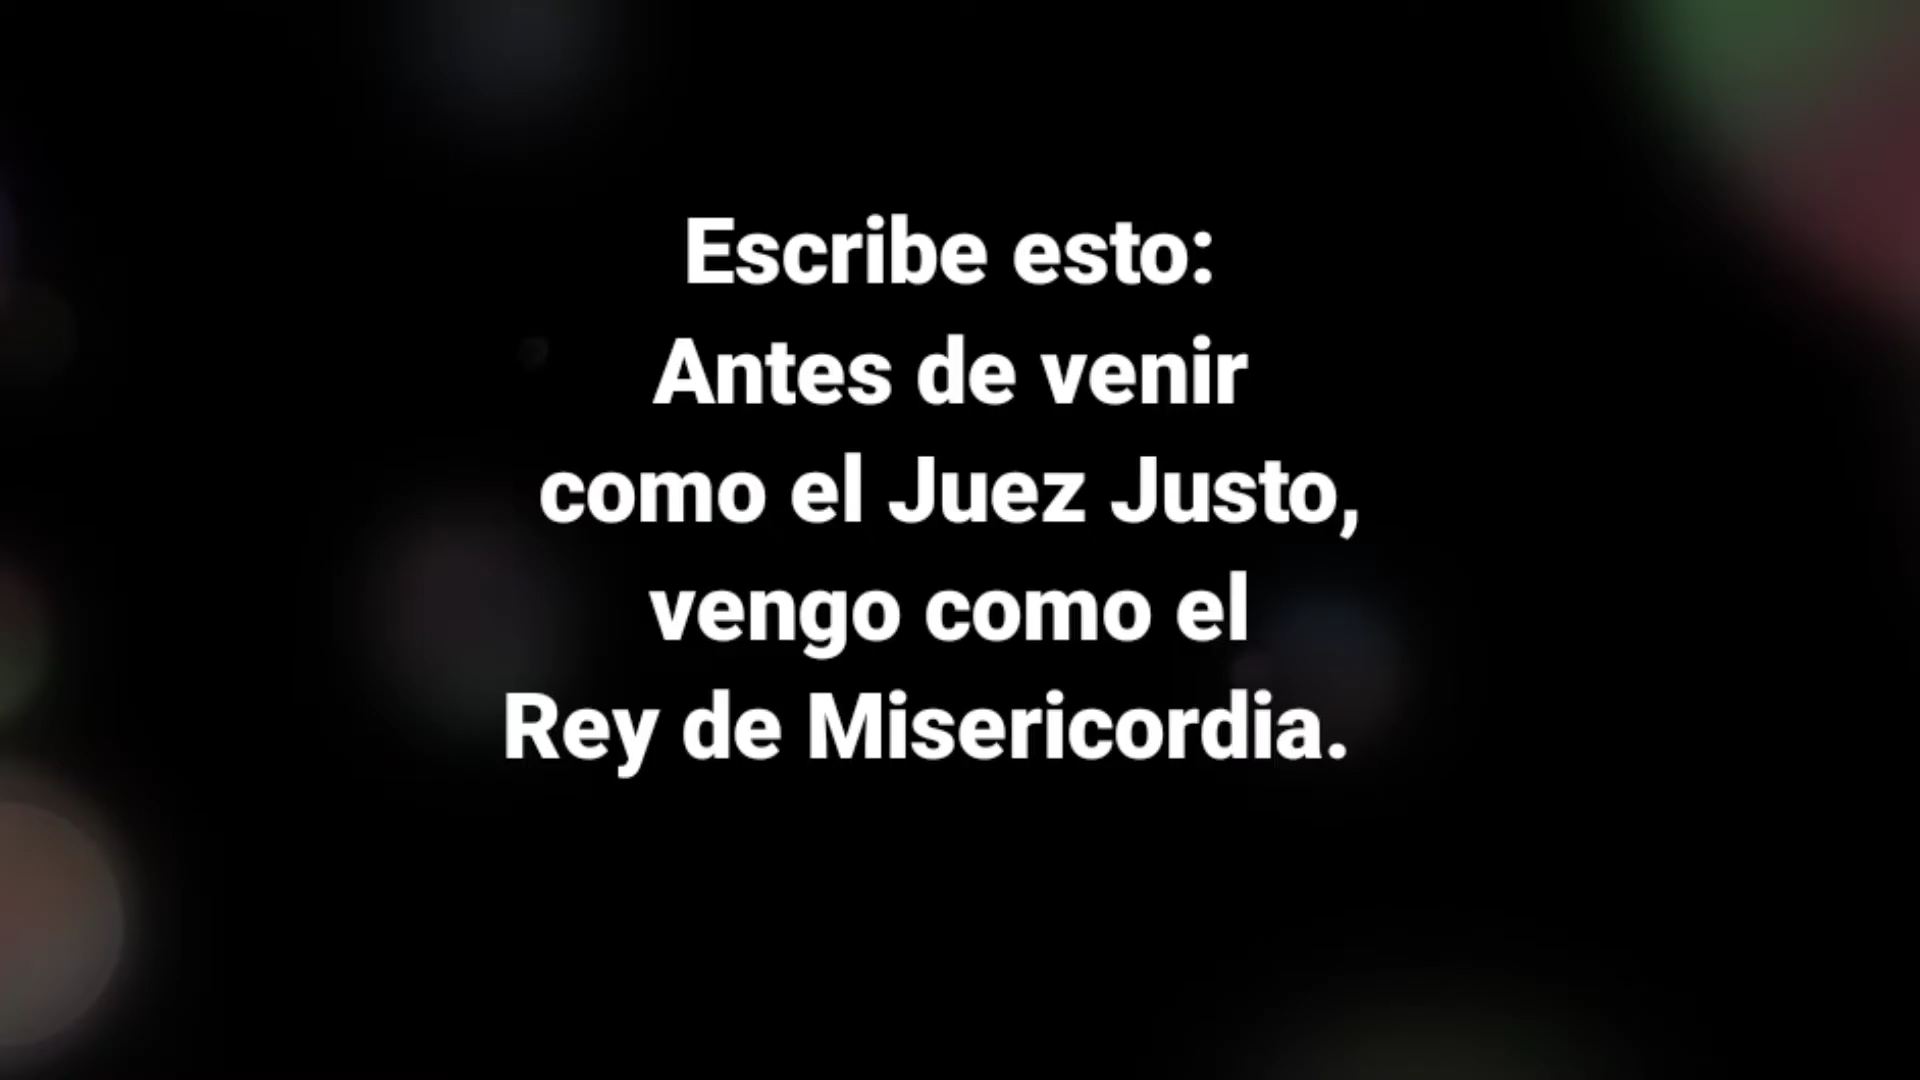 Escribe esto:
Antes de venir
como el Juez Justo,
vengo como el
Rey de Misericordia.